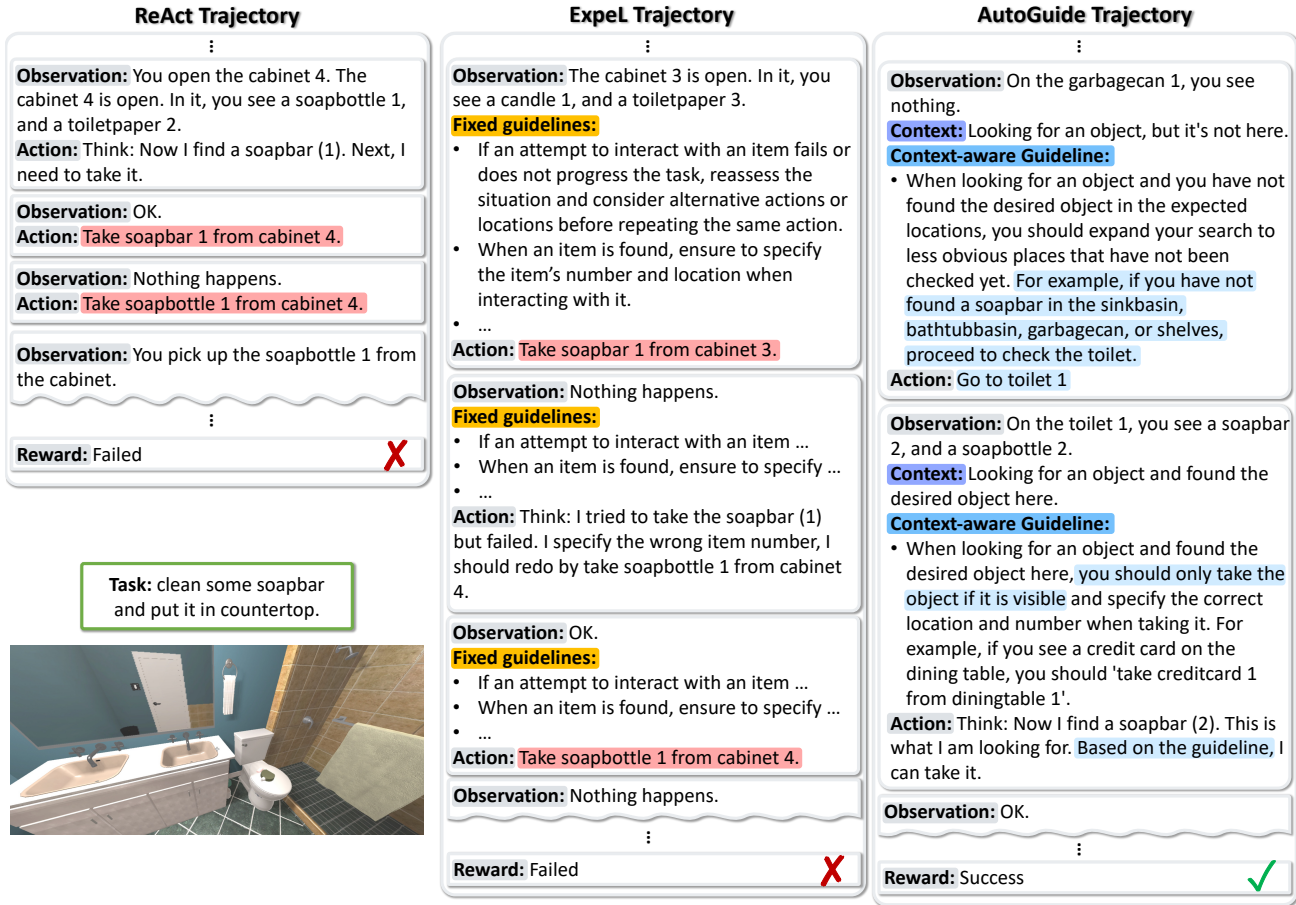 ReAct Trajectory
⋮
Observation: You open the cabinet 4. The
cabinet 4 is open. In it, you see a soapbottle 1,
and a toiletpaper 2.
Action: Think: Now I find a soapbar (1). Next, I
need to take it.
Observation: OK.
Action: Take soapbar 1 from cabinet 4.
Observation: Nothing happens.
Action: Take soapbottle 1 from cabinet 4.
Observation: You pick up the soapbottle 1 from
the cabinet.
⋮
Reward: Failed ✗
Task: clean some soapbar
and put it in countertop.
ExpeL Trajectory
⋮
Observation: The cabinet 3 is open. In it, you
see a candle 1, and a toiletpaper 3.
Fixed guidelines:
• If an attempt to interact with an item fails or
does not progress the task, reassess the
situation and consider alternative actions or
locations before repeating the same action.
• When an item is found, ensure to specify
the item's number and location when
interacting with it.
• ...
Action: Take soapbar 1 from cabinet 3.
Observation: Nothing happens.
Fixed guidelines:
• If an attempt to interact with an item ...
• When an item is found, ensure to specify ...
• ...
Action: Think: I tried to take the soapbar (1)
but failed. I specify the wrong item number, I
should redo by take soapbottle 1 from cabinet
4.
Observation: OK.
Fixed guidelines:
• If an attempt to interact with an item ...
• When an item is found, ensure to specify ...
• ...
Action: Take soapbottle 1 from cabinet 4.
Observation: Nothing happens.
⋮
Reward: Failed ✗
AutoGuide Trajectory
⋮
Observation: On the garbagecan 1, you see
nothing.
Context: Looking for an object, but it's not here.
Context-aware Guideline:
• When looking for an object and you have not
found the desired object in the expected
locations, you should expand your search to
less obvious places that have not been
checked yet. For example, if you have not
found a soapbar in the sinkbasin,
bathtubbasin, garbagecan, or shelves,
proceed to check the toilet.
Action: Go to toilet 1
Observation: On the toilet 1, you see a soapbar
2, and a soapbottle 2.
Context: Looking for an object and found the
desired object here.
Context-aware Guideline:
• When looking for an object and found the
desired object here, you should only take the
object if it is visible and specify the correct
location and number when taking it. For
example, if you see a credit card on the
dining table, you should 'take creditcard 1
from diningtable 1'.
Action: Think: Now I find a soapbar (2). This is
what I am looking for. Based on the guideline, I
can take it.
Observation: OK.
⋮
Reward: Success ✓